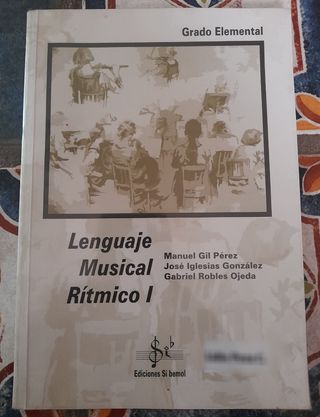 Grado Elemental
Lenguaje
Musical
Rítmico I
Manuel Gil Pérez
José Iglesias González
Gabriel Robles Ojeda
Ediciones Si bemol